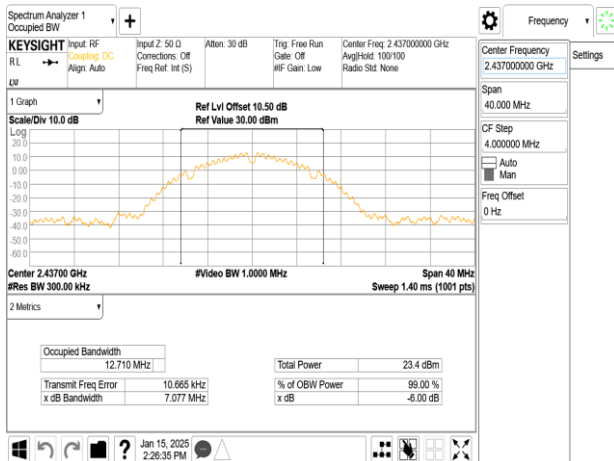 Spectrum Analyzer 1
Occupied BW
Frequency
KEYSIGHT
R L
Input: RF
Coupling: DC
Align: Auto
Input Z: 50 Ω
Corrections: Off
Freq Ref: Int (S)
Atten: 30 dB
Trig: Free Run
Gate: Off
#IF Gain: Low
Center Freq: 2.437000000 GHz
Avg|Hold: 100/100
Radio Std: None
Center Frequency
2.437000000 GHz
Settings
Span
40.000 MHz
CF Step
4.000000 MHz
Auto
Man
Freq Offset
0 Hz
1 Graph
Scale/Div 10.0 dB
Ref Lvl Offset 10.50 dB
Ref Value 30.00 dBm
Log
20.0
10.0
0.00
-10.0
-20.0
-30.0
-40.0
-50.0
-60.0
Center 2.43700 GHz
#Res BW 300.00 kHz
#Video BW 1.0000 MHz
Span 40 MHz
Sweep 1.40 ms (1001 pts)
2 Metrics
Occupied Bandwidth
12.710 MHz
Total Power 23.4 dBm
Transmit Freq Error 10.665 kHz
% of OBW Power 99.00 %
x dB Bandwidth 7.077 MHz
x dB -6.00 dB
?
Jan 15, 2025
2:26:35 PM